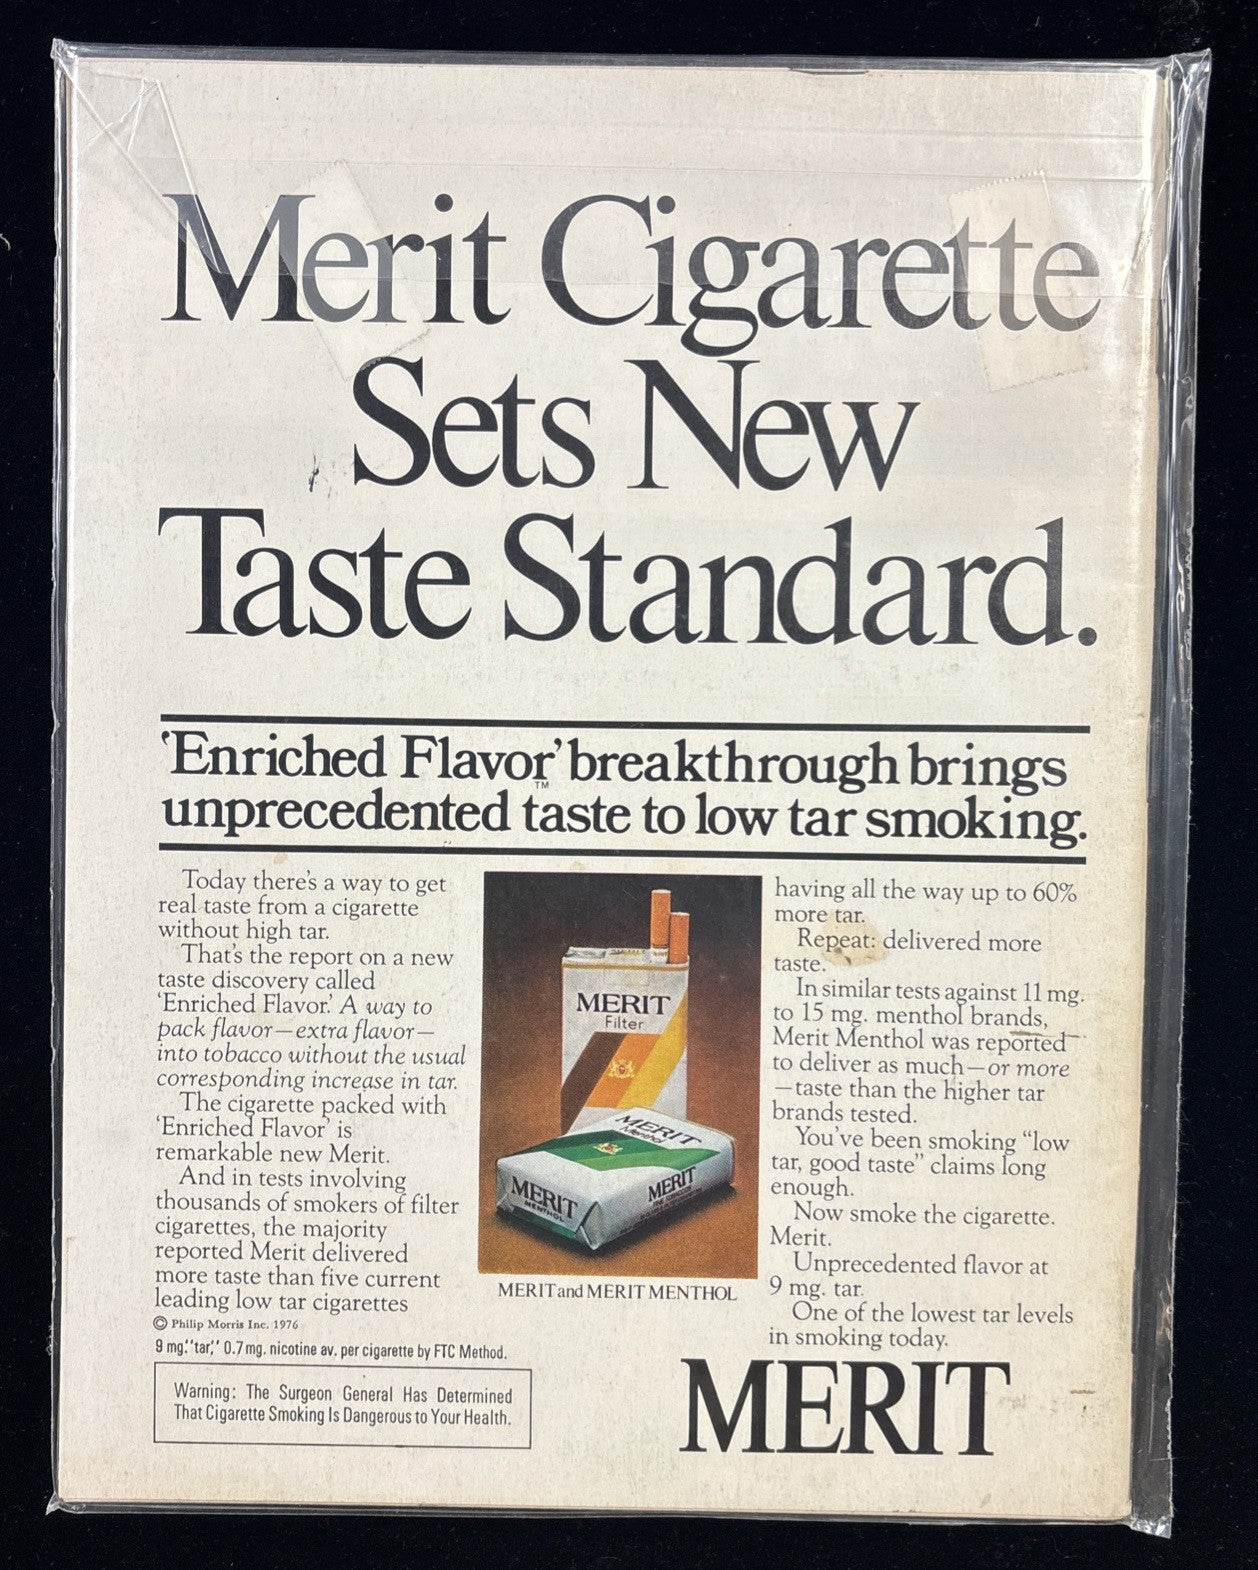 Merit Cigarette
Sets New
Taste Standard.
'Enriched Flavor'™ breakthrough brings
unprecedented taste to low tar smoking.
Today there's a way to get
real taste from a cigarette
without high tar.
That's the report on a new
taste discovery called
'Enriched Flavor.' A way to
pack flavor—extra flavor—
into tobacco without the usual
corresponding increase in tar.
The cigarette packed with
'Enriched Flavor' is
remarkable new Merit.
And in tests involving
thousands of smokers of filter
cigarettes, the majority
reported Merit delivered
more taste than five current
leading low tar cigarettes
© Philip Morris Inc. 1976
9 mg. "tar," 0.7 mg. nicotine av. per cigarette by FTC Method.
Warning: The Surgeon General Has Determined
That Cigarette Smoking Is Dangerous to Your Health.
MERIT
Filter
MERIT
Menthol
MERIT
MENTHOL
MERIT
MERIT and MERIT MENTHOL
having all the way up to 60%
more tar.
Repeat: delivered more
taste.
In similar tests against 11 mg.
to 15 mg. menthol brands,
Merit Menthol was reported
to deliver as much—or more
—taste than the higher tar
brands tested.
You've been smoking "low
tar, good taste" claims long
enough.
Now smoke the cigarette.
Merit.
Unprecedented flavor at
9 mg. tar.
One of the lowest tar levels
in smoking today.
MERIT